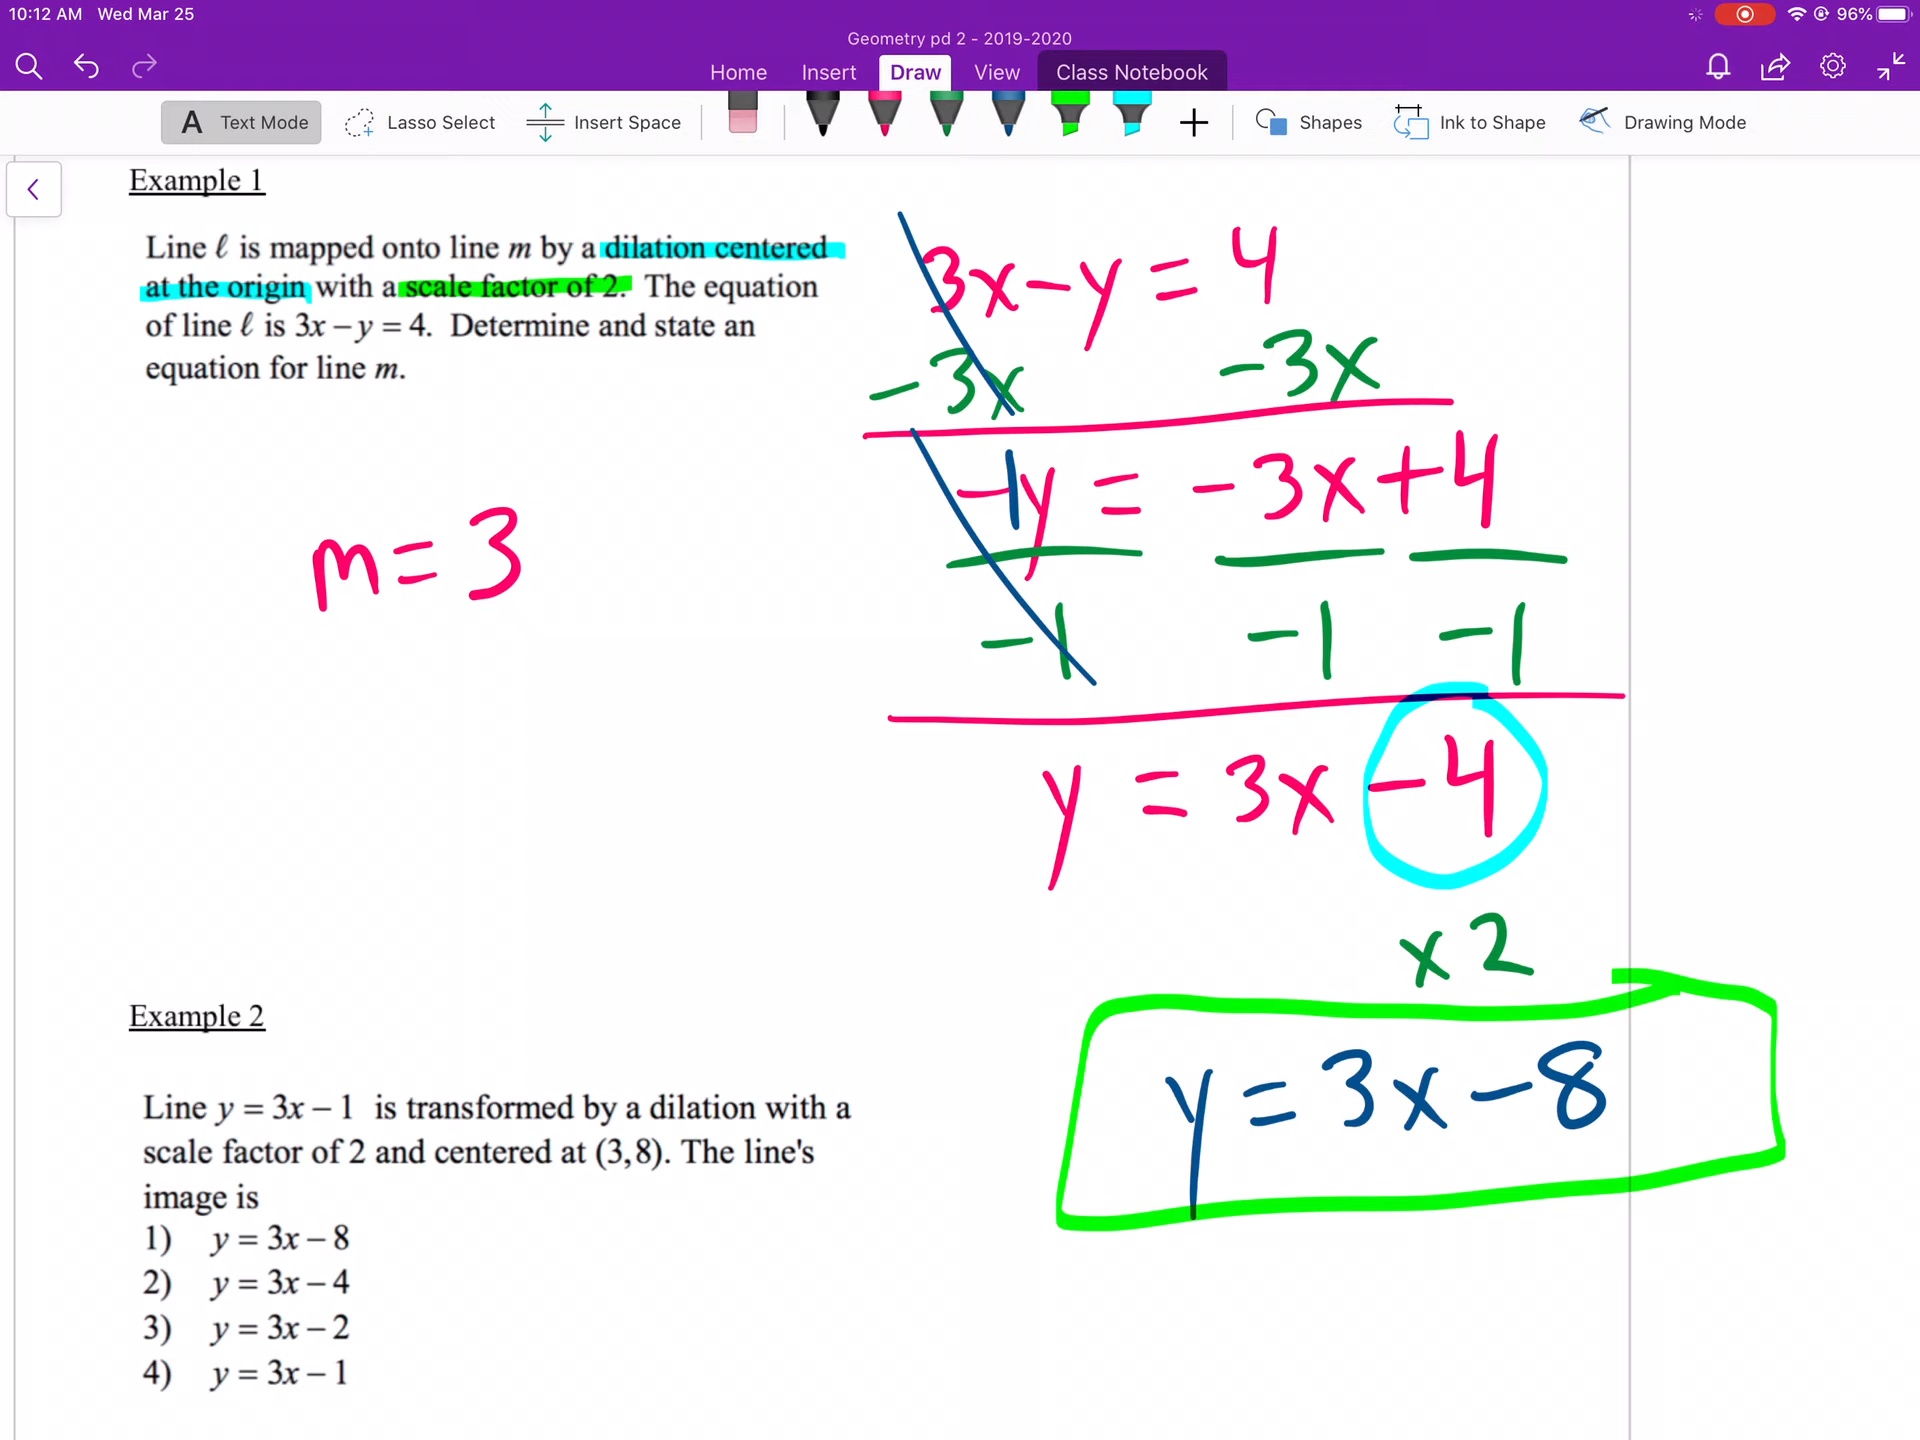 10:12 AM Wed Mar 25
96%
Geometry pd 2 - 2019-2020
Home Insert Draw View Class Notebook
A Text Mode Lasso Select Insert Space Shapes Ink to Shape Drawing Mode
Example 1
Line ℓ is mapped onto line m by a dilation centered
at the origin with a scale factor of 2. The equation
of line ℓ is 3x – y = 4. Determine and state an
equation for line m.
3x – y = 4
– 3x – 3x
–1y = – 3x + 4
– 1 – 1 – 1
m = 3
y = 3x – 4
x 2
y = 3x – 8
Example 2
Line y = 3x – 1 is transformed by a dilation with a
scale factor of 2 and centered at (3,8). The line's
image is
1) y = 3x – 8
2) y = 3x – 4
3) y = 3x – 2
4) y = 3x – 1